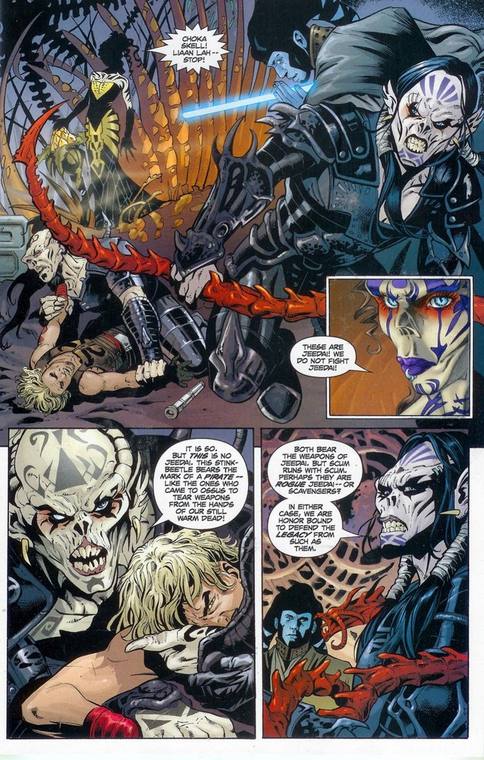 CHOKA
SKELL!
LIAAN LAH--
STOP!
THESE ARE
JEEDAI! WE
DO NOT FIGHT
JEEDAI!
IT IS SO.
BUT THIS IS NO
JEEDAI. THIS STINK-
BEETLE BEARS THE
MARK OF A PIRATE--
LIKE THE ONES WHO
CAME TO OSSUS TO
TEAR WEAPONS
FROM THE HANDS
OF OUR STILL
WARM DEAD!
BOTH BEAR
THE WEAPONS OF
JEEDAI. BUT SCUM
RUNS WITH SCUM.
PERHAPS THEY ARE
ROGUE JEEDAI-- OR
SCAVENGERS?
IN EITHER
CASE, WE ARE
HONOR BOUND
TO DEFEND THE
LEGACY FROM
SUCH AS
THEM.